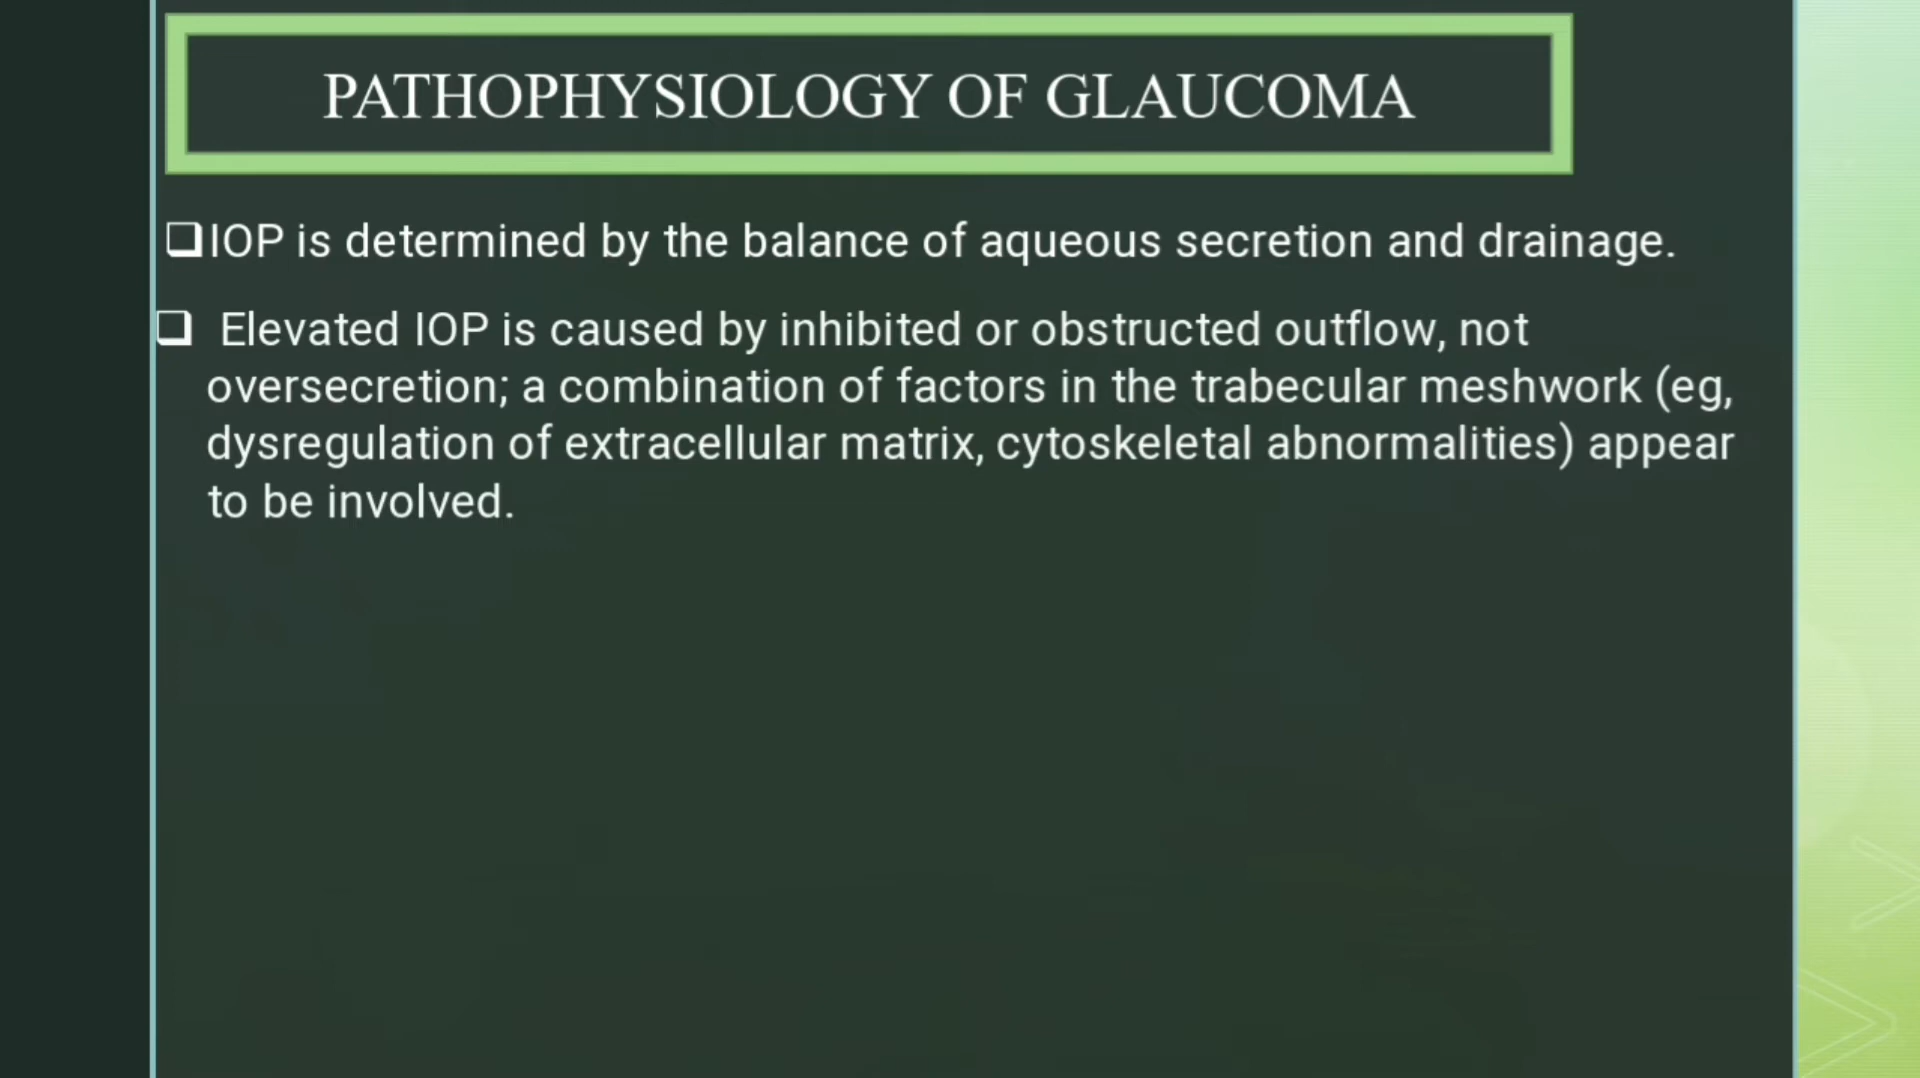 PATHOPHYSIOLOGY OF GLAUCOMA
❑IOP is determined by the balance of aqueous secretion and drainage.
❑ Elevated IOP is caused by inhibited or obstructed outflow, not
oversecretion; a combination of factors in the trabecular meshwork (eg,
dysregulation of extracellular matrix, cytoskeletal abnormalities) appear
to be involved.